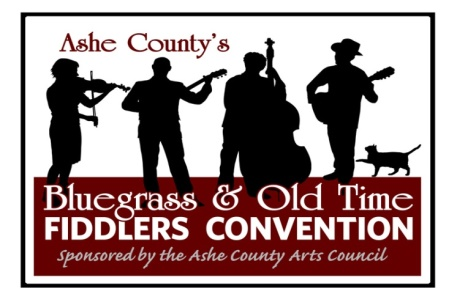 Ashe County's
Bluegrass & Old Time
FIDDLERS CONVENTION
Sponsored by the Ashe County Arts Council